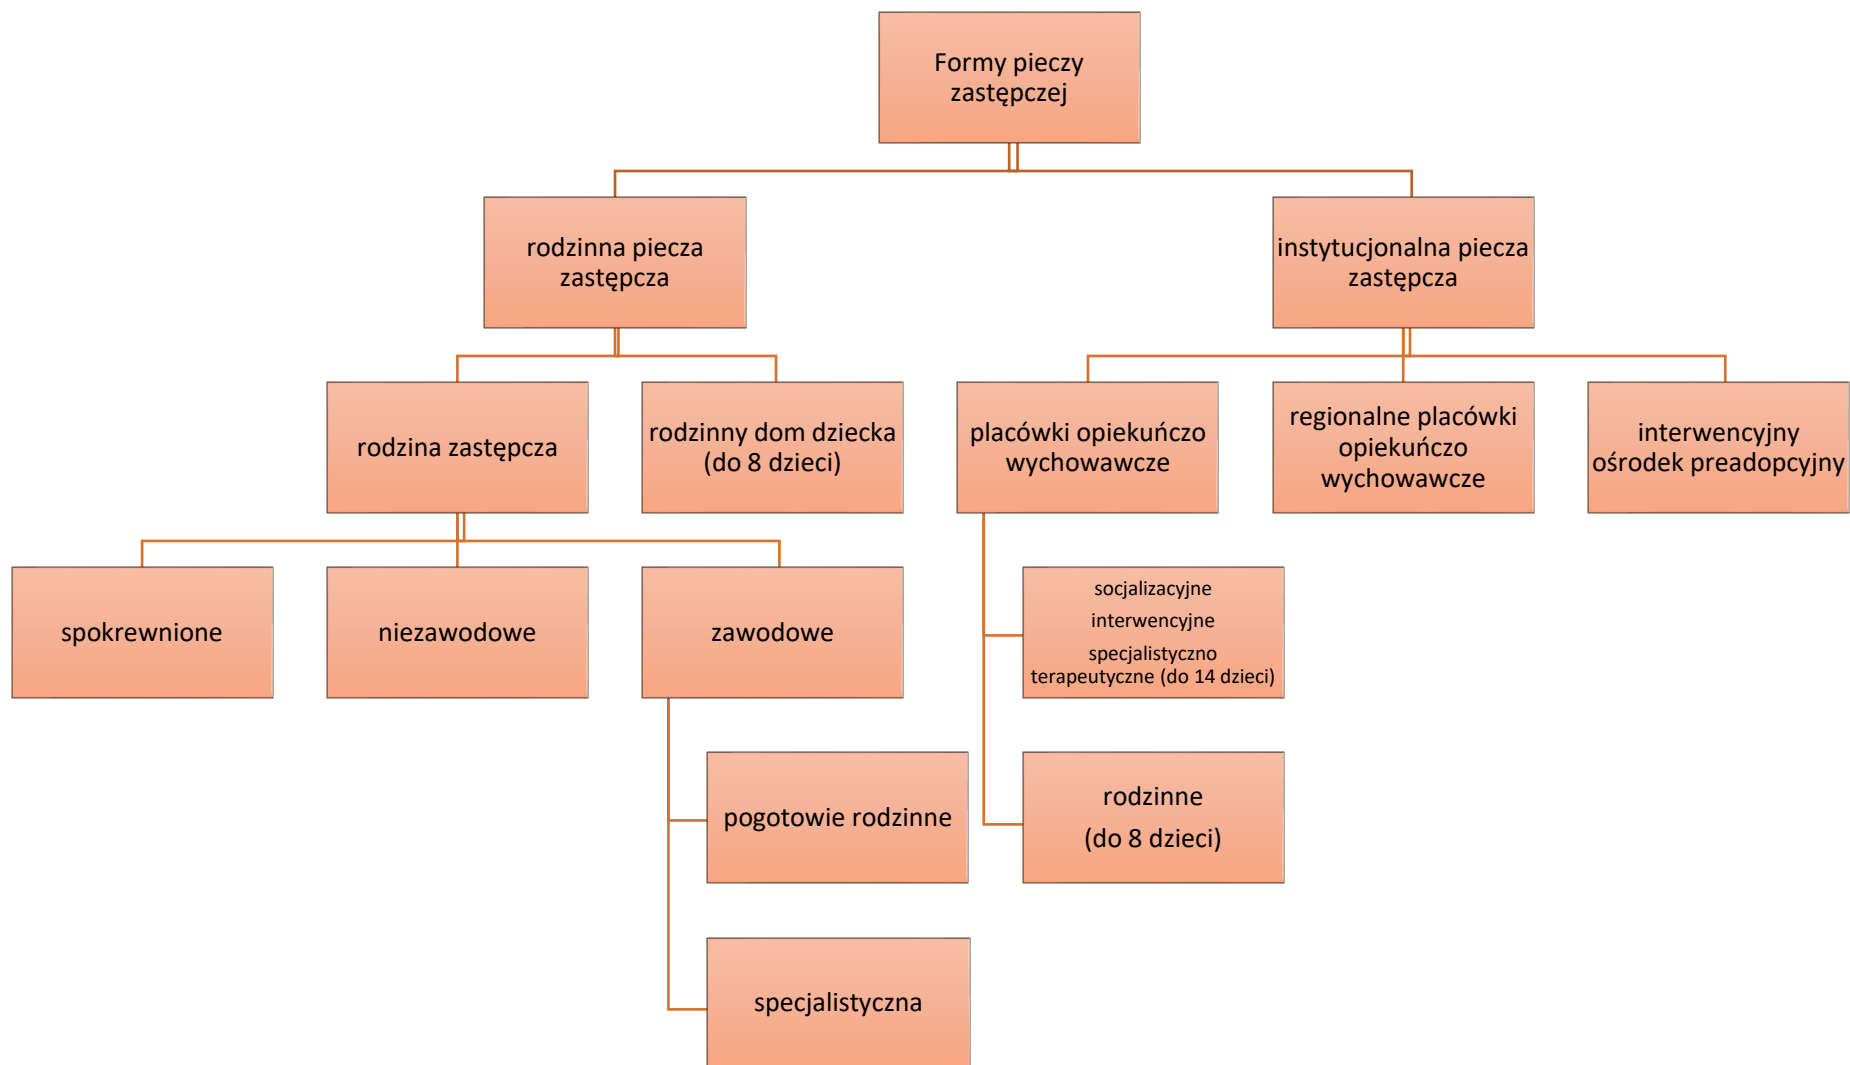 Formy pieczy
zastępczej
rodzinna piecza
zastępcza
instytucjonalna piecza
zastępcza
rodzina zastępcza
rodzinny dom dziecka
(do 8 dzieci)
placówki opiekuńczo
wychowawcze
regionalne placówki
opiekuńczo
wychowawcze
interwencyjny
ośrodek preadopcyjny
spokrewnione
niezawodowe
zawodowe
socjalizacyjne
interwencyjne
specjalistyczno
terapeutyczne (do 14 dzieci)
pogotowie rodzinne
rodzinne
(do 8 dzieci)
specjalistyczna